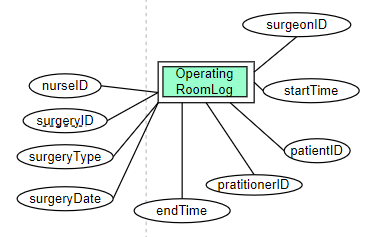 surgeonID
Operating
RoomLog
nurseID
startTime
surgeryID
surgeryType
patientID
pratitionerID
surgeryDate
endTime